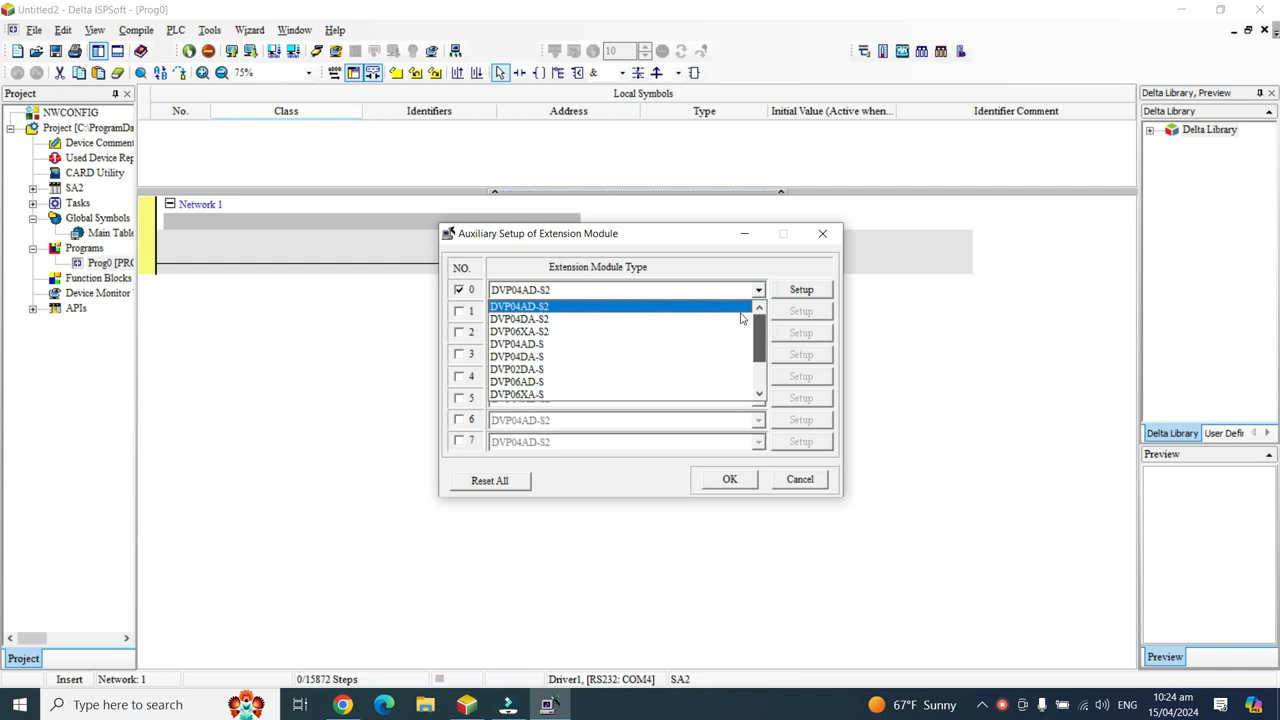 Untitled2 - Delta ISPSoft - [Prog0]
File Edit View Compile PLC Tools Wizard Window Help
10
75%
&
Project
NWCONFIG
Project [C:\ProgramDa
Device Comment
Used Device Rep
CARD Utility
SA2
Tasks
Global Symbols
Main Table
Programs
Prog0 [PRO
Function Blocks
Device Monitor
APIs
Project
Local Symbols
No. Class Identifiers Address Type Initial Value (Active when... Identifier Comment
Network 1
Auxiliary Setup of Extension Module
NO. Extension Module Type
0 DVP04AD-S2 Setup
DVP04AD-S2
1 Setup
DVP04DA-S2
DVP06XA-S2
2 Setup
DVP04AD-S
3 Setup
DVP04DA-S
DVP02DA-S
4 Setup
DVP06AD-S
DVP06XA-S
5 Setup
6 DVP04AD-S2 Setup
7 DVP04AD-S2 Setup
Reset All OK Cancel
Delta Library, Preview
Delta Library
Delta Library
Delta Library User Defir
Preview
Preview
Insert Network: 1 0/15872 Steps Driver1, [RS232: COM4] SA2
Type here to search
67°F Sunny
ENG
10:24 am
15/04/2024